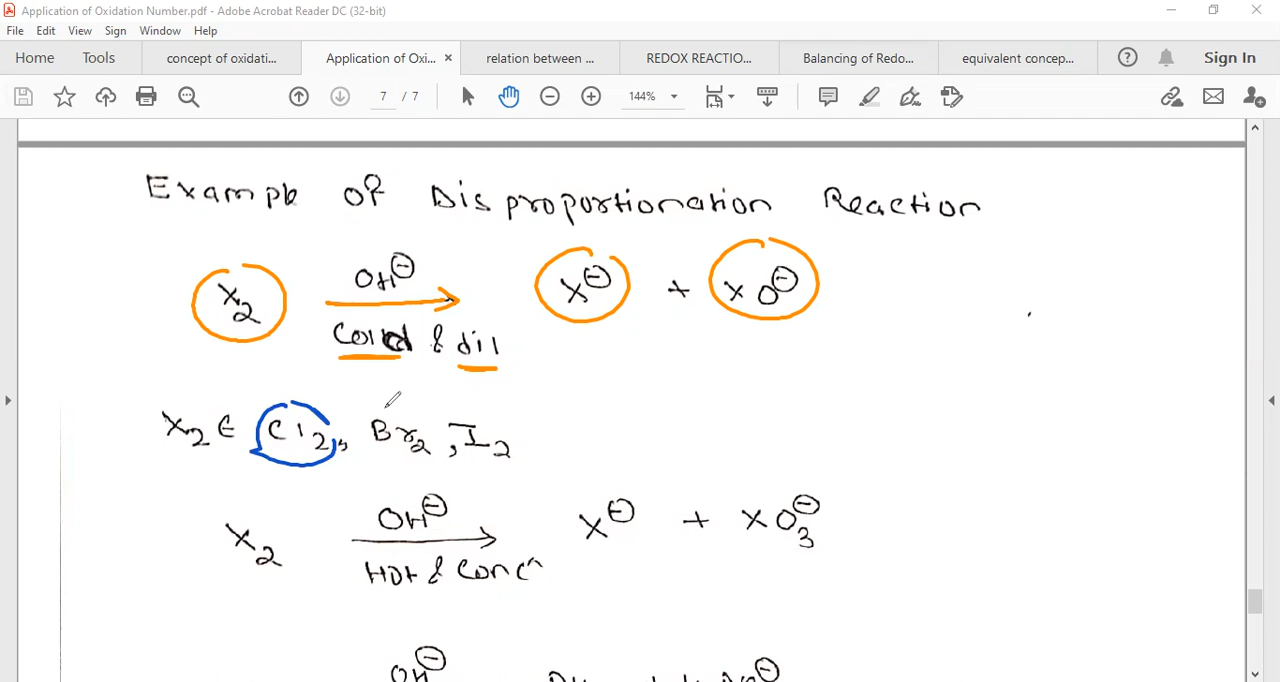 Application of Oxidation Number.pdf - Adobe Acrobat Reader DC (32-bit)
File Edit View Sign Window Help
Home Tools concept of oxidati... Application of Oxi... × relation between ... REDOX REACTIO... Balancing of Redo... equivalent concep... Sign In
7 / 7 144%
Example of Disproportionation Reaction
X₂ OH⊖ X⊖ + XO⊖
Cold & dil
X₂ ∈ Cl₂, Br₂, I₂
X₂ OH⊖ X⊖ + XO₃⊖
Hot & Conc
OH⊖